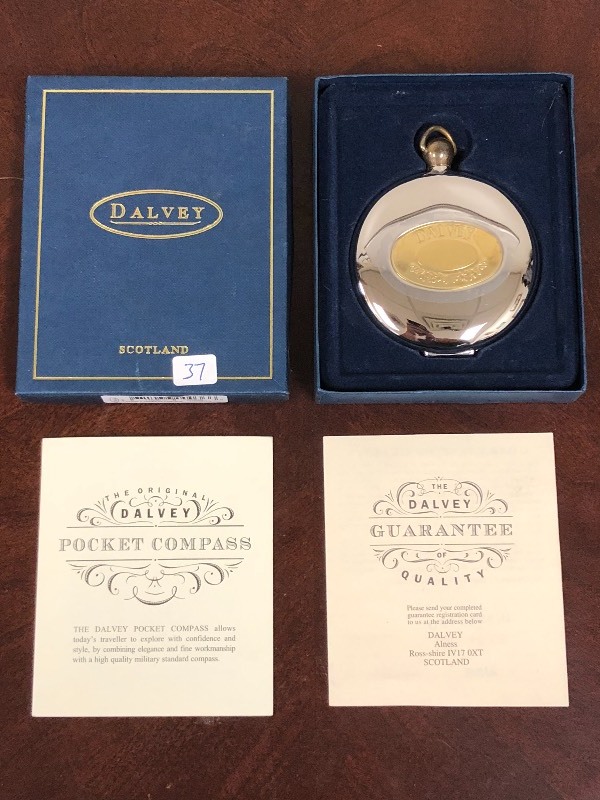 DALVEY
SCOTLAND
37
DALVEY
THE ORIGINAL
DALVEY
POCKET COMPASS
THE DALVEY POCKET COMPASS allows
today's traveller to explore with confidence and
style, by combining elegance and fine workmanship
with a high quality military standard compass.
THE
DALVEY
GUARANTEE
OF
QUALITY
Please send your completed
guarantee registration card
to us at the address below
DALVEY
Alness
Ross-shire IV17 0XT
SCOTLAND